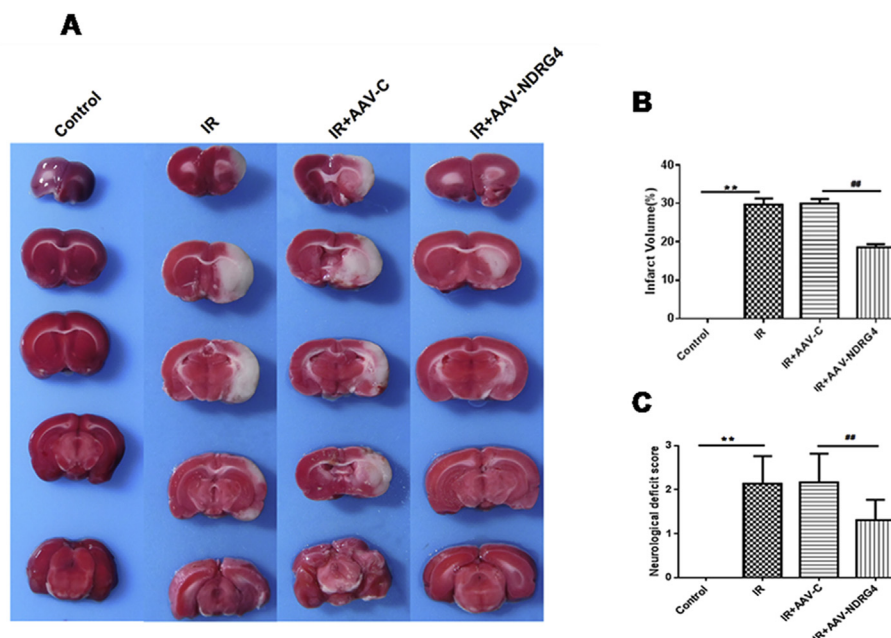 A
Control
IR
IR+AAV-C
IR+AAV-NDRG4
B
Infarct Volume(%)
40
30
20
10
0
**
##
Control
IR
IR+AAV-C
IR+AAV-NDRG4
C
Neurological deficit score
3
2
1
0
**
##
Control
IR
IR+AAV-C
IR+AAV-NDRG4